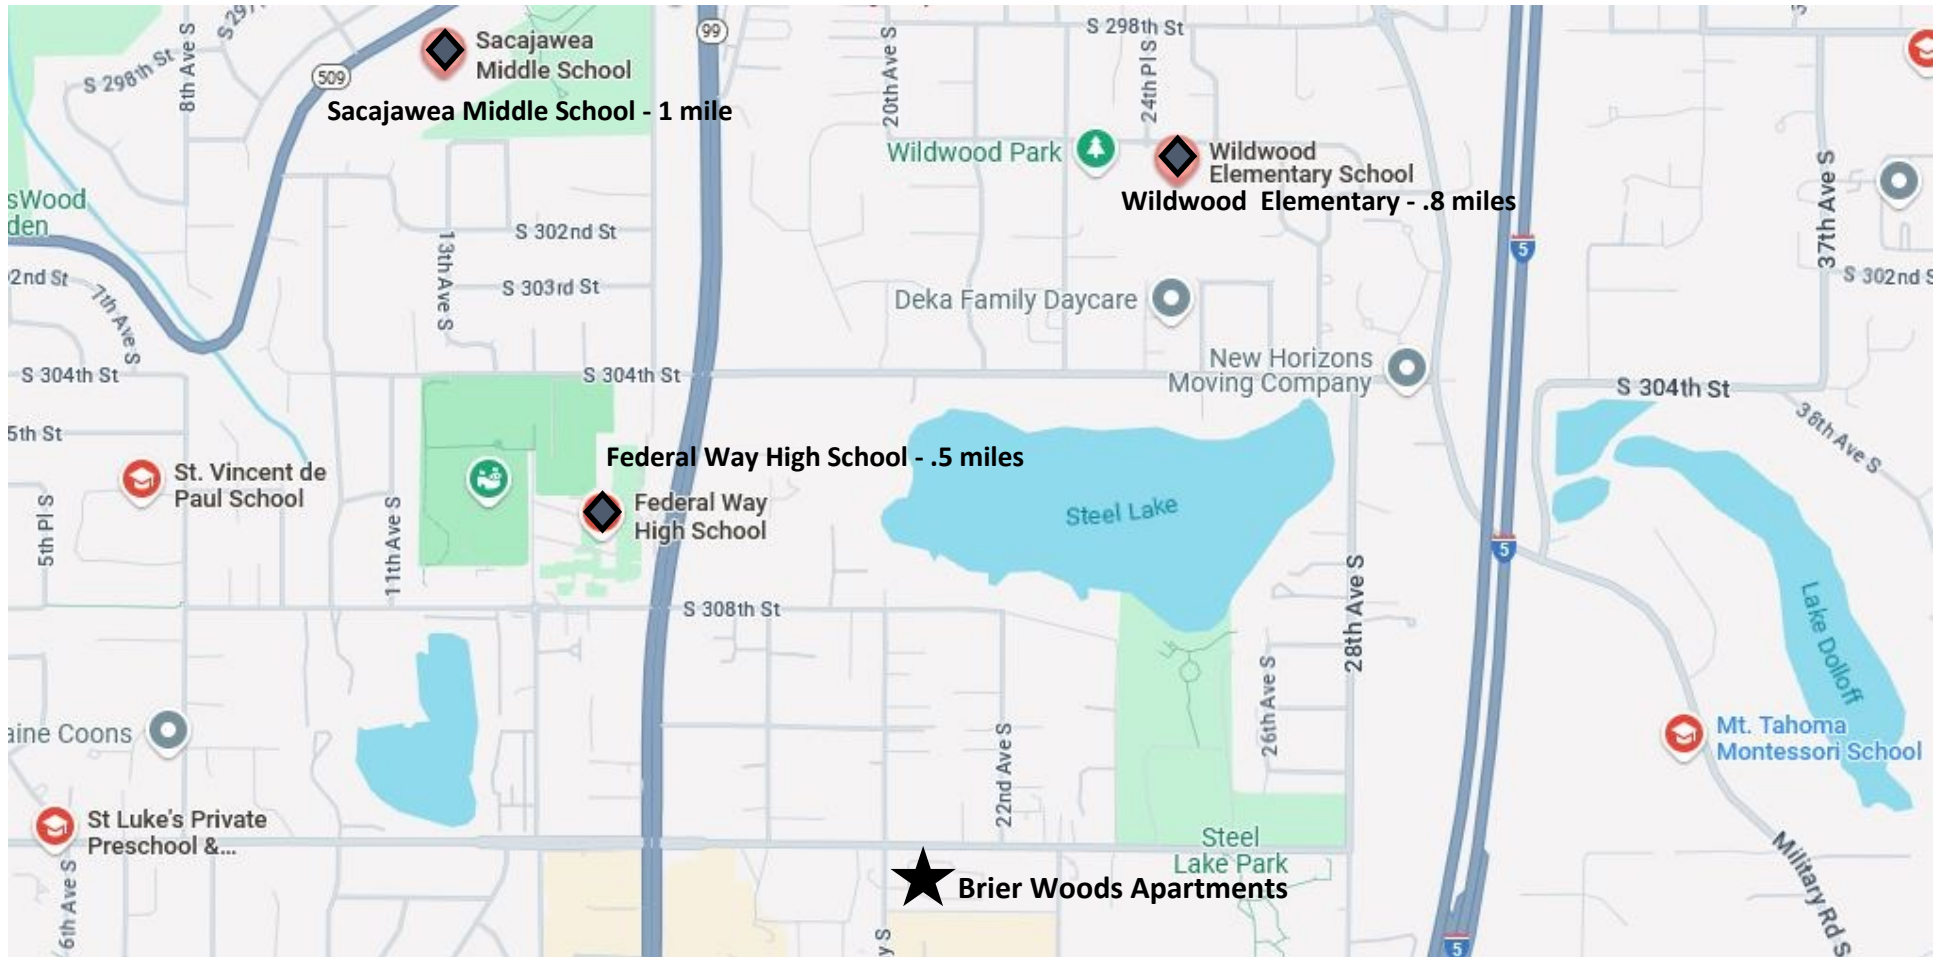 99
S 298th St
Sacajawea
Middle School
8th Ave S
S 298th St
509
20th Ave S
24th Pl S
Sacajawea Middle School - 1 mile
Wildwood Park
Wildwood
Elementary School
Wildwood Elementary - .8 miles
37th Ave S
sWood
den
S 302nd St
13th Ave S
5
2nd St
S 302nd S
7th Ave S
S 303rd St
Deka Family Daycare
New Horizons
Moving Company
S 304th St
S 304th St
S 304th St
38th Ave S
5th St
Federal Way High School - .5 miles
St. Vincent de
Paul School
Federal Way
High School
Steel Lake
5th Pl S
11th Ave S
5
28th Ave S
S 308th St
Lake Dolloff
26th Ave S
aine Coons
22nd Ave S
Mt. Tahoma
Montessori School
St Luke's Private
Preschool &...
Steel
Lake Park
Military Rd S
6th Ave S
Brier Woods Apartments
y S
5